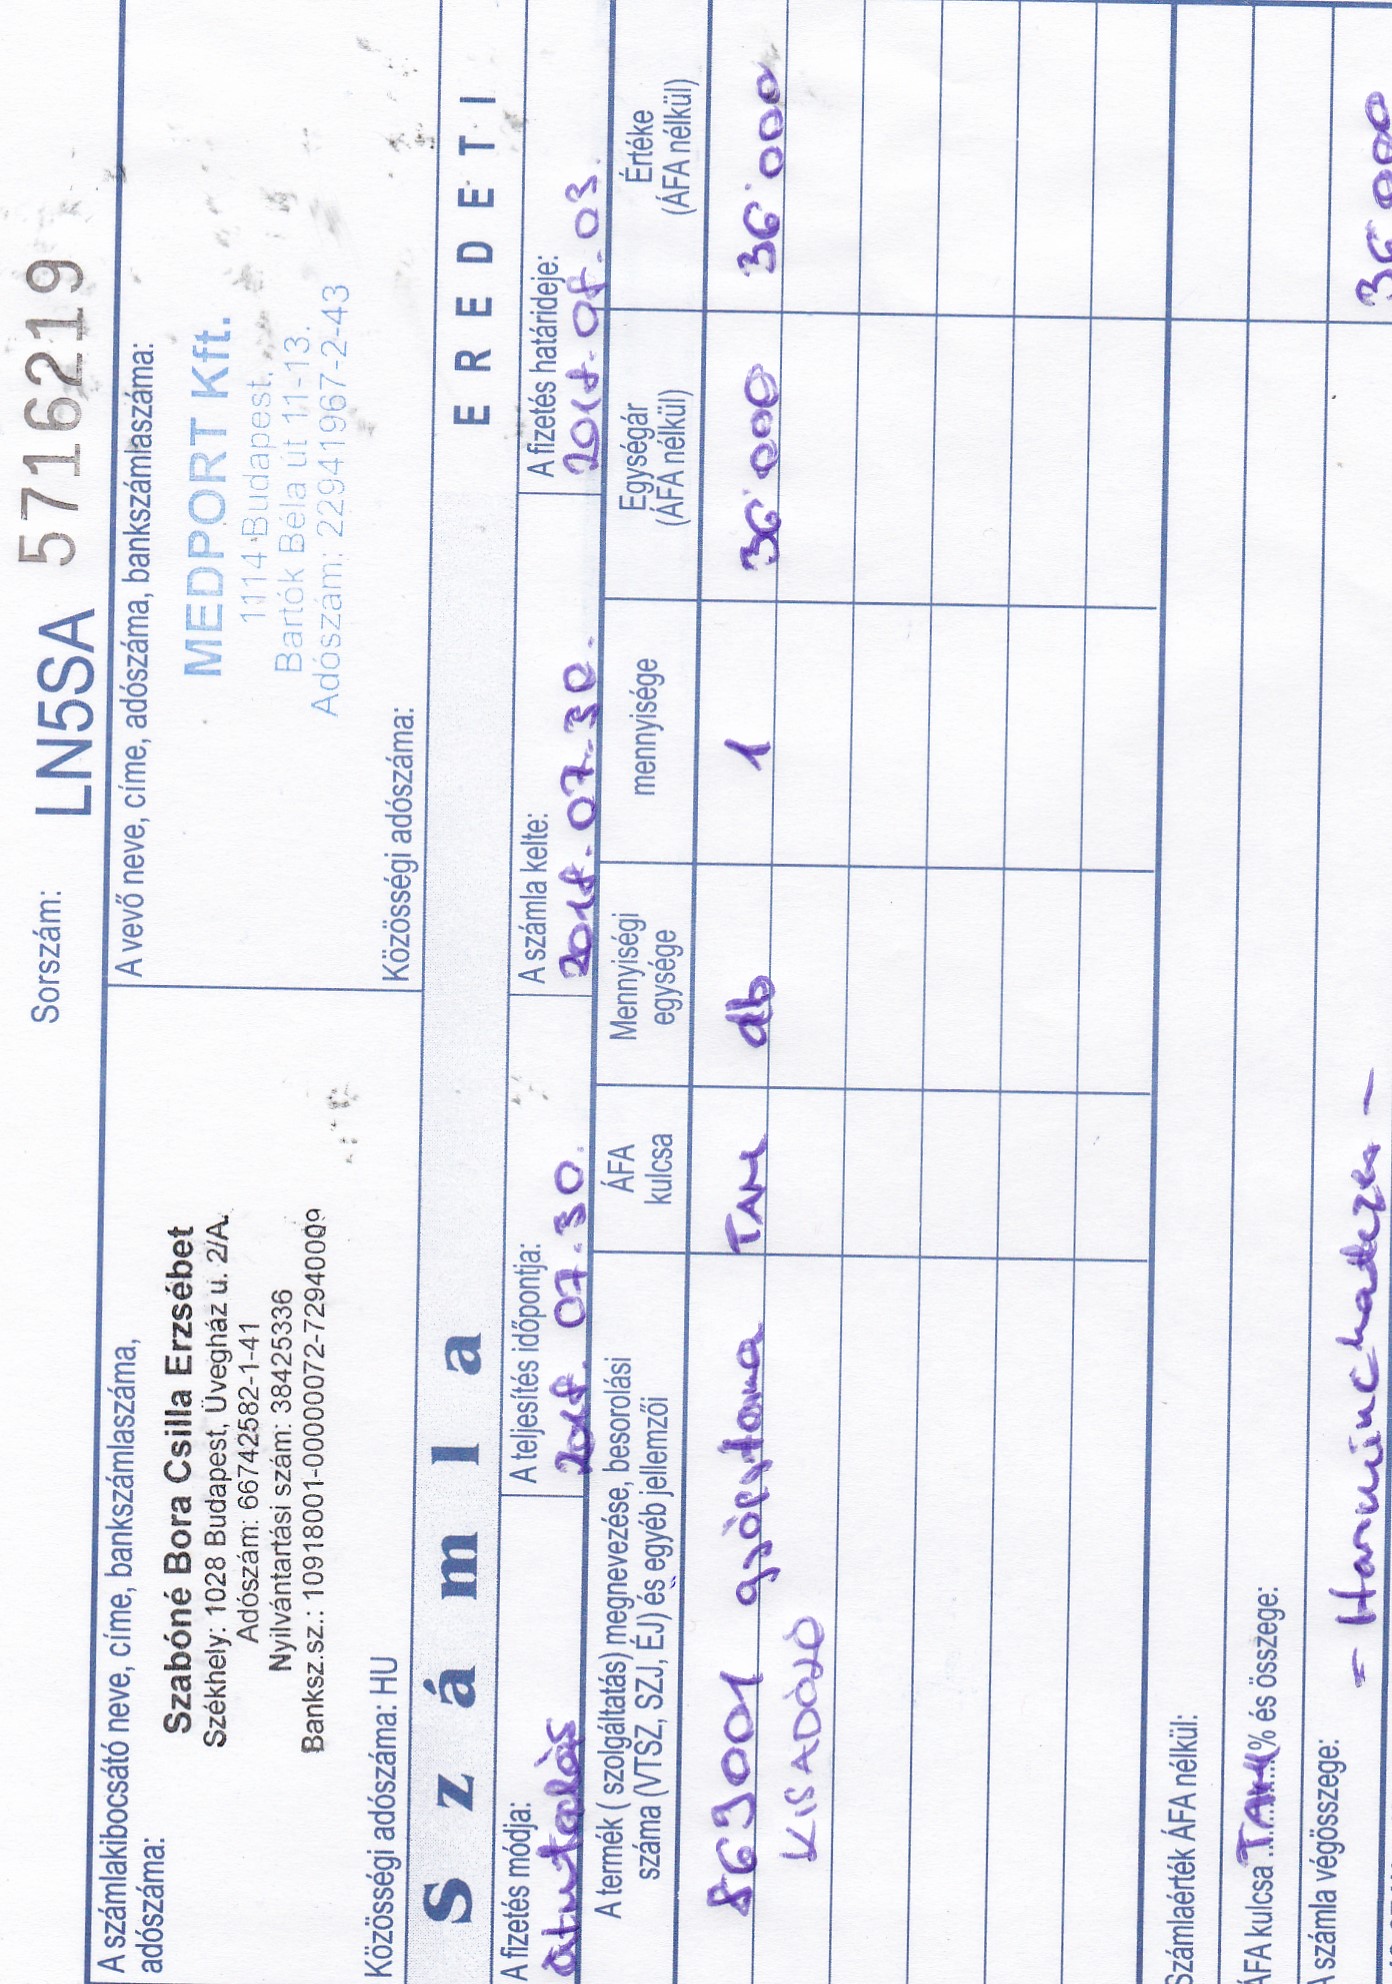 Sorszám: LN5SA 5716219
A számlakibocsátó neve, címe, bankszámlaszáma,
adószáma:
Szabóné Bora Csilla Erzsébet
Székhely: 1028 Budapest, Üvegház u. 2/A.
Adószám: 66742582-1-41
Nyilvántartási szám: 38425336
Banksz.sz.: 10918001-00000072-72940009
Közösségi adószáma: HU
A vevő neve, címe, adószáma, bankszámlaszáma:
MEDPORT Kft.
1114 Budapest,
Bartók Béla út 11-13.
Adószám: 22941967-2-43
Közösségi adószáma:
Számla EREDETI
A fizetés módja: A teljesítés időpontja: A számla kelte: A fizetés határideje:
átutalás 2018. 07. 30. 2018. 07. 30. 2018. 08. 03.
A termék ( szolgáltatás) megnevezése, besorolási
száma (VTSZ, SZJ, ÉJ) és egyéb jellemzői
ÁFA
kulcsa
Mennyiségi
egysége
mennyisége
Egységár
(ÁFA nélkül)
Értéke
(ÁFA nélkül)
869001 gyógytorna TAM db 1 36'000 36'000
KISADÓZÓ
Számlaérték ÁFA nélkül:
ÁFA kulcsa TAM % és összege:
A számla végösszege: 36 000
- Harminchatezer -